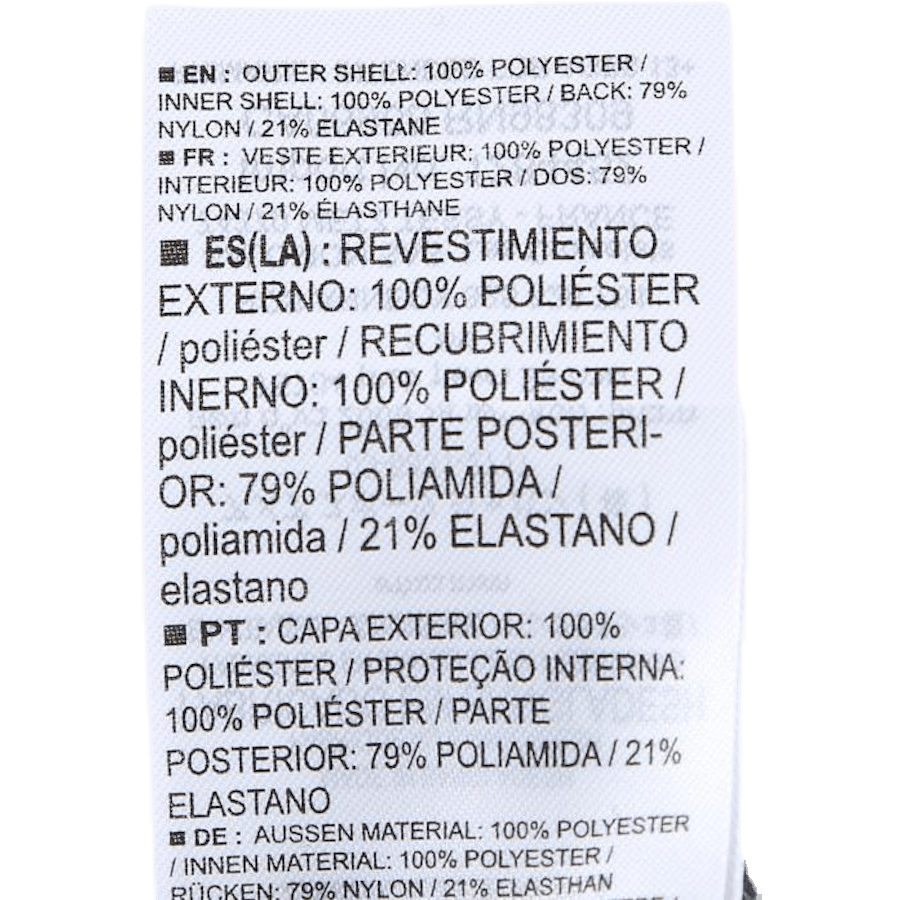 EN : OUTER SHELL: 100% POLYESTER /
INNER SHELL: 100% POLYESTER / BACK: 79%
NYLON / 21% ELASTANE
FR : VESTE EXTERIEUR: 100% POLYESTER /
INTERIEUR: 100% POLYESTER / DOS: 79%
NYLON / 21% ÉLASTHANE
ES(LA) : REVESTIMIENTO
EXTERNO: 100% POLIÉSTER
/ poliéster / RECUBRIMIENTO
INERNO: 100% POLIÉSTER /
poliéster / PARTE POSTERI-
OR: 79% POLIAMIDA /
poliamida / 21% ELASTANO /
elastano
PT : CAPA EXTERIOR: 100%
POLIÉSTER / PROTEÇÃO INTERNA:
100% POLIÉSTER / PARTE
POSTERIOR: 79% POLIAMIDA / 21%
ELASTANO
DE : AUSSEN MATERIAL: 100% POLYESTER
/ INNEN MATERIAL: 100% POLYESTER /
RÜCKEN: 79% NYLON / 21% ELASTHAN